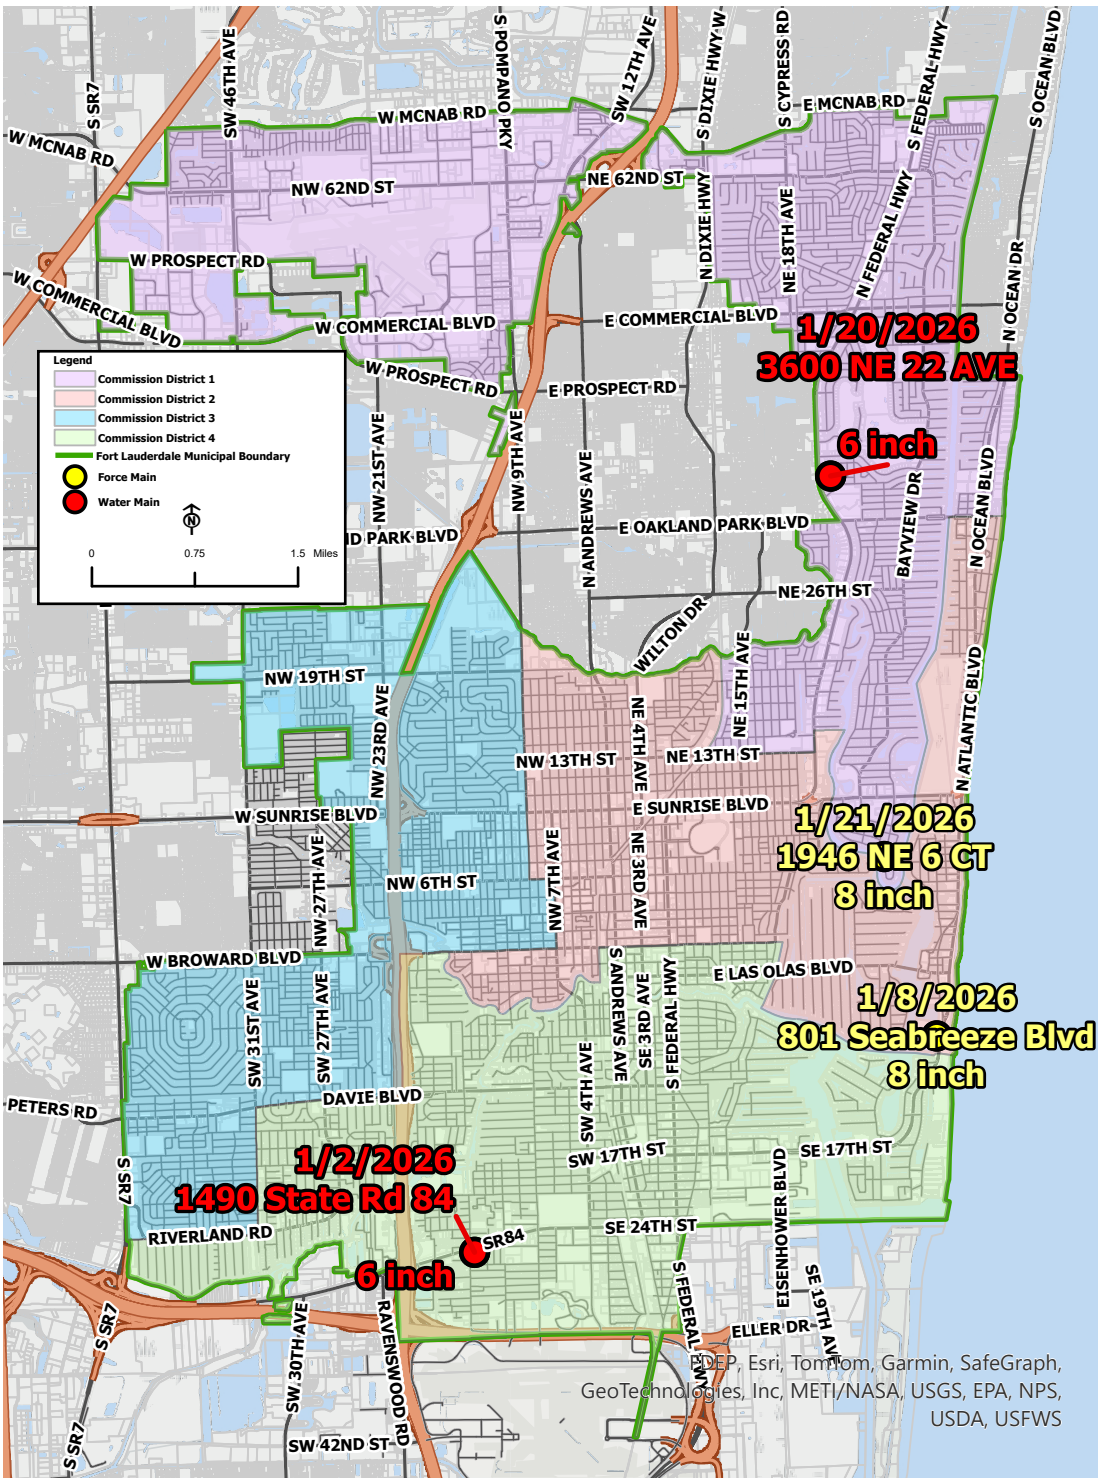 S SR7
SW 46TH AVE
S POMPANO PKY
SW 12TH AVE
S DIXIE HWY W
S CYPRESS RD
S FEDERAL HWY
S OCEAN BLVD
W MCNAB RD
W MCNAB RD
E MCNAB RD
NW 62ND ST
NE 62ND ST
N DIXIE HWY
NE 18TH AVE
N FEDERAL HWY
N OCEAN DR
W PROSPECT RD
W COMMERCIAL BLVD
W COMMERCIAL BLVD
E COMMERCIAL BLVD
1/20/2026
3600 NE 22 AVE
6 inch
W PROSPECT RD
E PROSPECT RD
Legend
Commission District 1
Commission District 2
Commission District 3
Commission District 4
Fort Lauderdale Municipal Boundary
Force Main
Water Main
N
0 0.75 1.5 Miles
NW 21ST AVE
NW 9TH AVE
N ANDREWS AVE
BAYVIEW DR
N OCEAN BLVD
ND PARK BLVD
E OAKLAND PARK BLVD
NE 26TH ST
WILTON DR
NW 19TH ST
NW 23RD AVE
NE 4TH AVE
NE 15TH AVE
N ATLANTIC BLVD
NW 13TH ST
NE 13TH ST
W SUNRISE BLVD
E SUNRISE BLVD
1/21/2026
1946 NE 6 CT
8 inch
NW 27TH AVE
NW 6TH ST
NW 7TH AVE
NE 3RD AVE
W BROWARD BLVD
E LAS OLAS BLVD
SW 31ST AVE
SW 27TH AVE
S ANDREWS AVE
SE 3RD AVE
S FEDERAL HWY
1/8/2026
801 Seabreeze Blvd
8 inch
PETERS RD
DAVIE BLVD
SW 4TH AVE
SW 17TH ST
SE 17TH ST
1/2/2026
1490 State Rd 84
6 inch
S SR7
RIVERLAND RD
SR84
SE 24TH ST
EISENHOWER BLVD
SE 19TH AVE
S FEDERAL HWY
ELLER DR
S SR7
SW 30TH AVE
RAVENSWOOD RD
S SR7
SW 42ND ST
FDEP, Esri, TomTom, Garmin, SafeGraph,
GeoTechnologies, Inc, METI/NASA, USGS, EPA, NPS,
USDA, USFWS